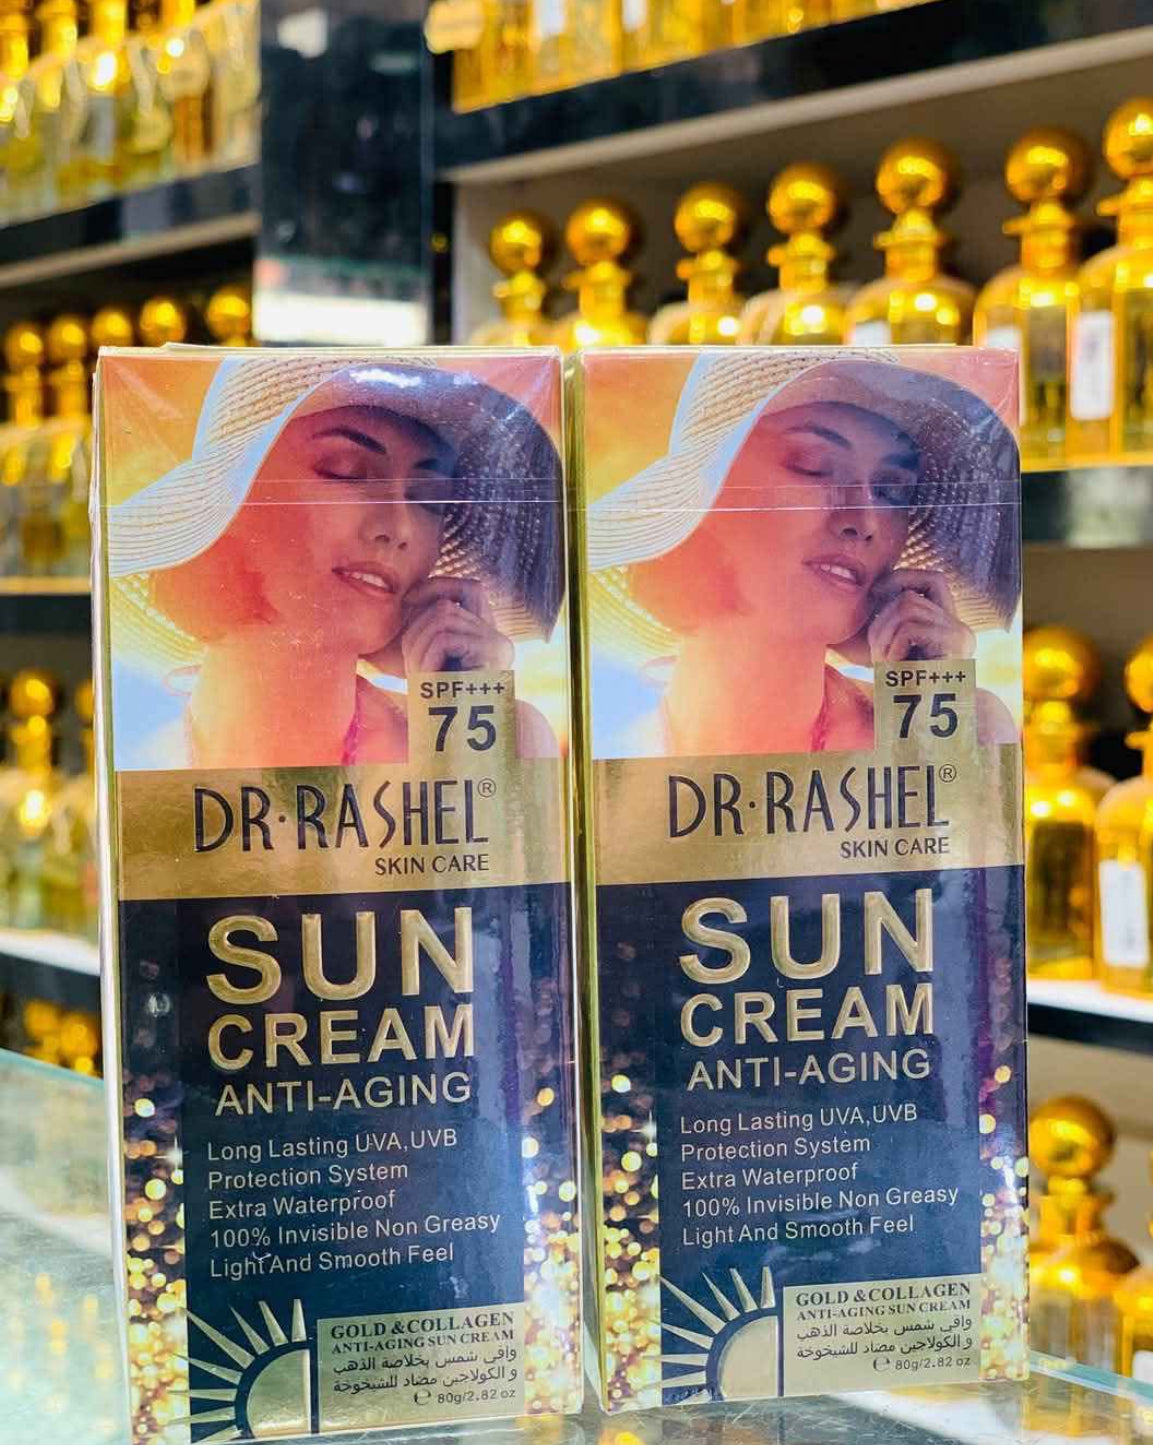 SPF+++
75
DR·RASHEL®
SKIN CARE
SUN
CREAM
ANTI-AGING
Long Lasting UVA,UVB
Protection System
Extra Waterproof
100% Invisible Non Greasy
Light And Smooth Feel
GOLD & COLLAGEN
ANTI-AGING SUN CREAM
واقي شمس بخلاصة الذهب
و الكولاجين مضاد للشيخوخة
℮ 80g/2.82 oz
SPF+++
75
DR·RASHEL®
SKIN CARE
SUN
CREAM
ANTI-AGING
Long Lasting UVA,UVB
Protection System
Extra Waterproof
100% Invisible Non Greasy
Light And Smooth Feel
GOLD & COLLAGEN
ANTI-AGING SUN CREAM
واقي شمس بخلاصة الذهب
و الكولاجين مضاد للشيخوخة
℮ 80g/2.82 oz